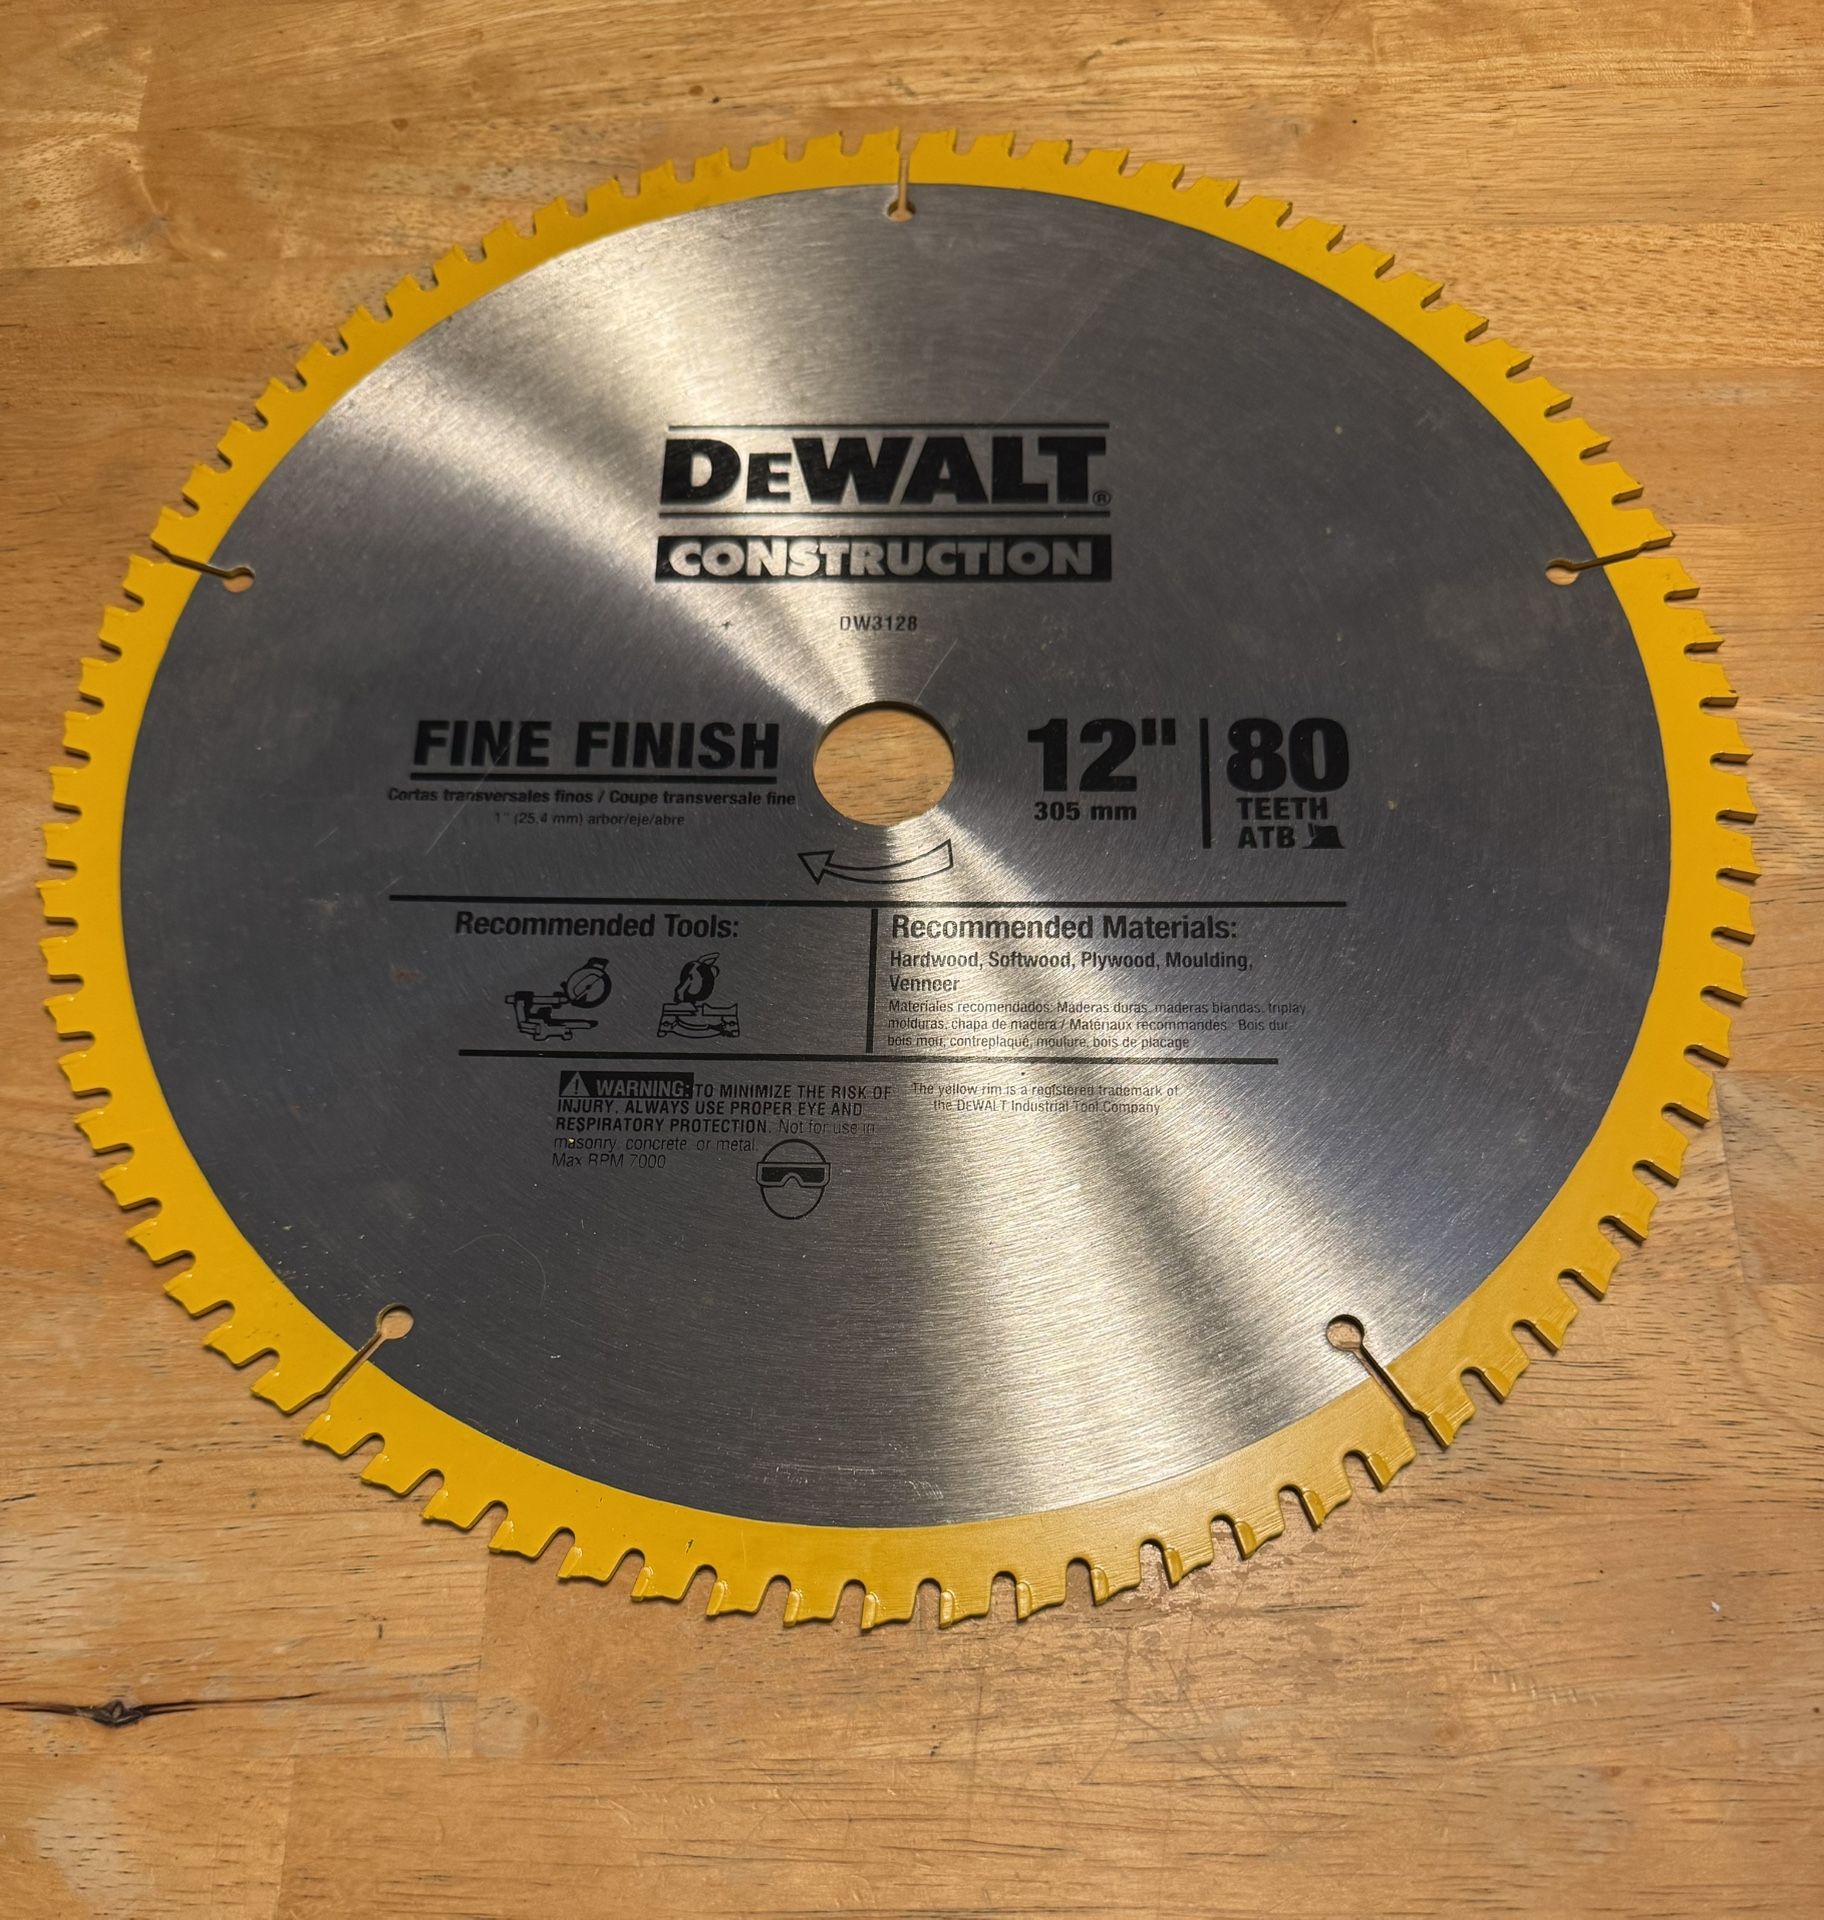 DEWALT®
CONSTRUCTION
DW3128
FINE FINISH
Cortas transversales finos / Coupe transversale fine
1" (25.4 mm) arbor/eje/abre
12"
305 mm
80
TEETH
ATB
Recommended Tools:
Recommended Materials:
Hardwood, Softwood, Plywood, Moulding,
Venneer
Materiales recomendados: Maderas duras, maderas blandas, triplay
molduras, chapa de madera / Materiaux recommandes Bois dur
bois mou, contreplaqué, moulure, bois de placage
WARNING: TO MINIMIZE THE RISK OF
INJURY, ALWAYS USE PROPER EYE AND
RESPIRATORY PROTECTION. Not for use in
masonry, concrete, or metal.
Max RPM 7000
The yellow rim is a registered trademark of
the DEWALT Industrial Tool Company